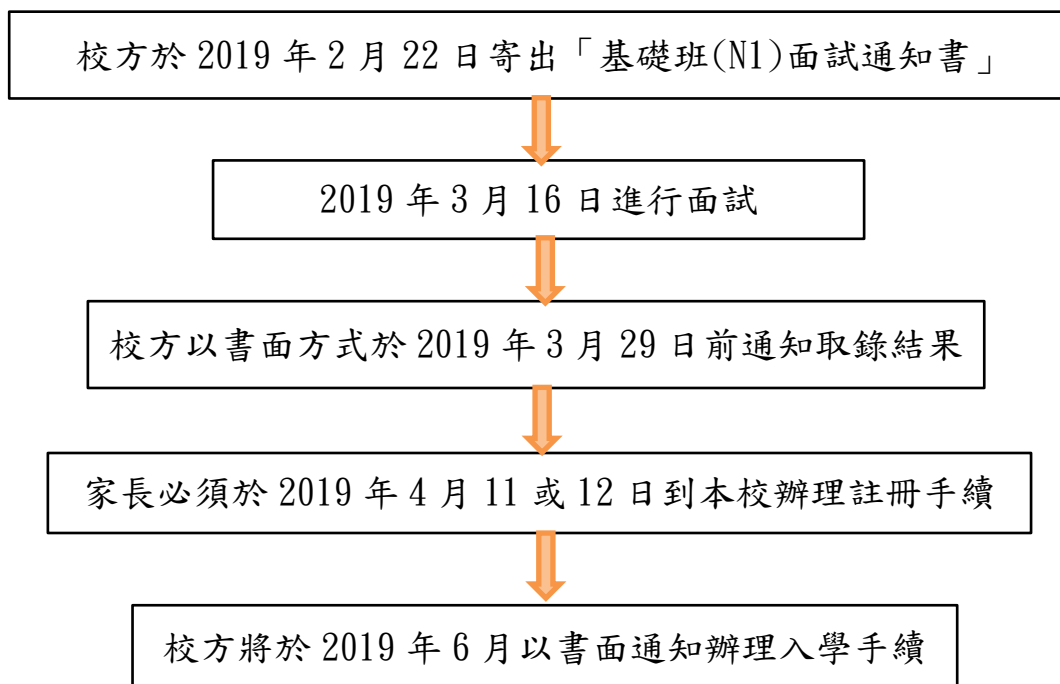 校方於 2019 年 2 月 22 日寄出「基礎班(N1)面試通知書」
2019 年 3 月 16 日進行面試
校方以書面方式於 2019 年 3 月 29 日前通知取錄結果
家長必須於 2019 年 4 月 11 或 12 日到本校辦理註冊手續
校方將於 2019 年 6 月以書面通知辦理入學手續